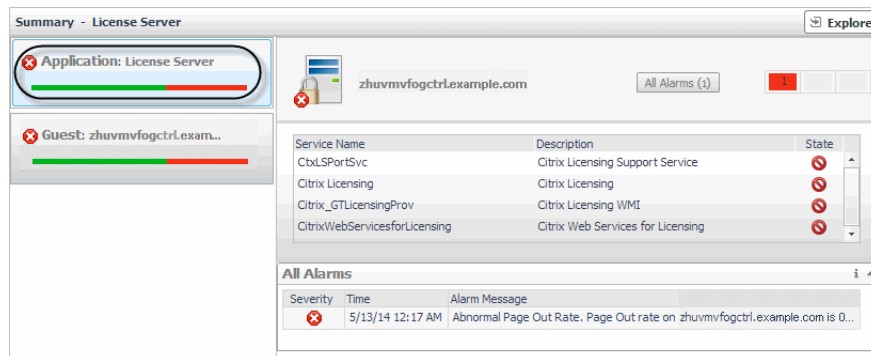 Summary - License Server
Explore
Application: License Server
Guest: zhuvmvfogctrl.exam...
zhuvmvfogctrl.example.com
All Alarms (1)
1
Service Name Description State
CtxLSPortSvc Citrix Licensing Support Service
Citrix Licensing Citrix Licensing
Citrix_GTLicensingProv Citrix Licensing WMI
CitrixWebServicesforLicensing Citrix Web Services for Licensing
All Alarms
Severity Time Alarm Message
5/13/14 12:17 AM Abnormal Page Out Rate. Page Out rate on zhuvmvfogctrl.example.com is 0...